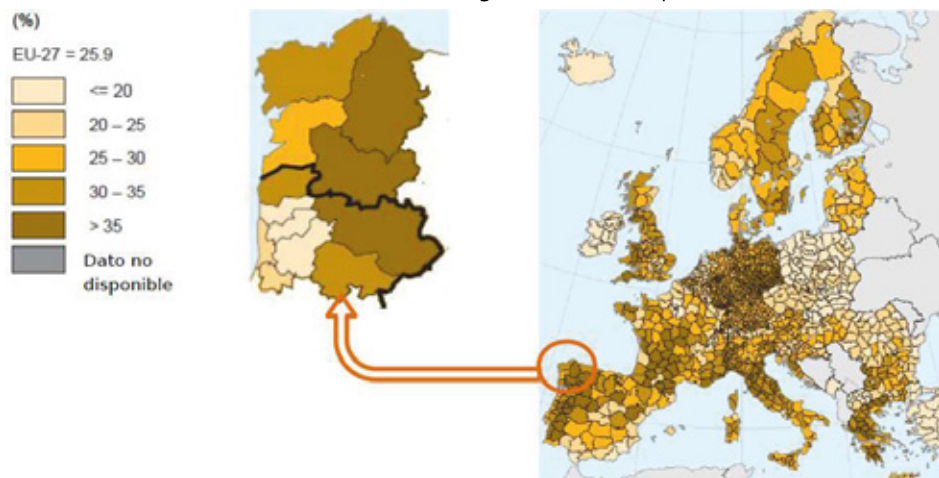 (%)
EU-27 = 25.9
<= 20
20 – 25
25 – 30
30 – 35
> 35
Dato no
disponible